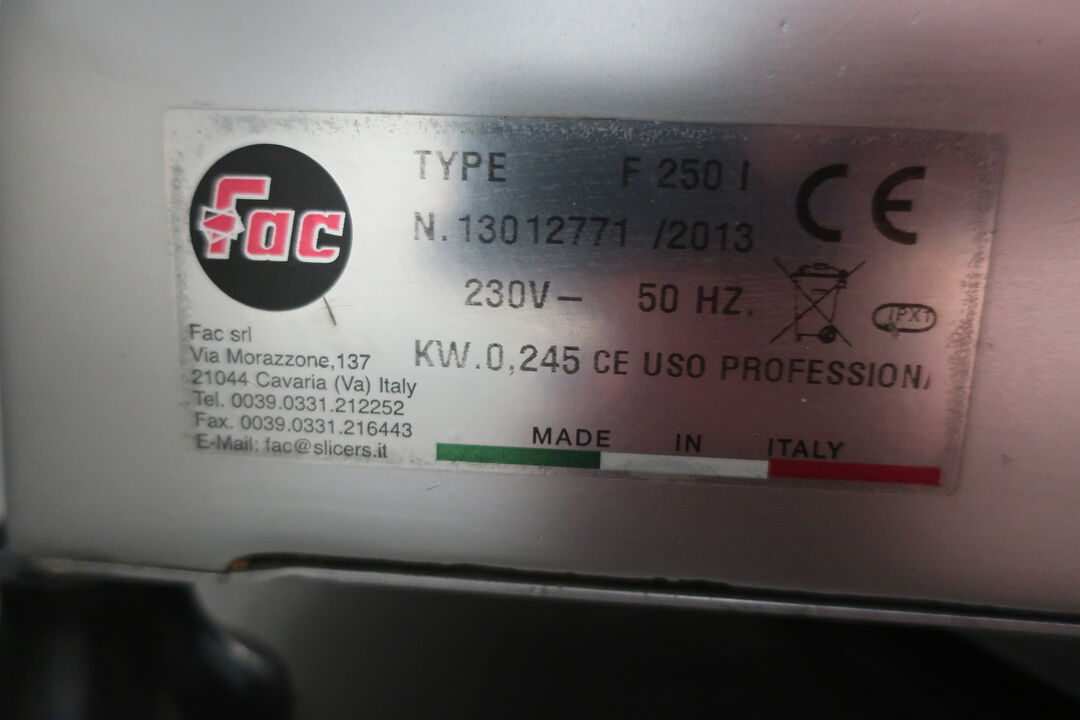 Fac
TYPE F 250 I
N. 13012771 /2013
230V– 50 HZ.
KW.0,245 CE USO PROFESSION
CE
IPX1
Fac srl
Via Morazzone,137
21044 Cavaria (Va) Italy
Tel. 0039.0331.212252
Fax. 0039.0331.216443
E-Mail: fac@slicers.it
MADE IN ITALY